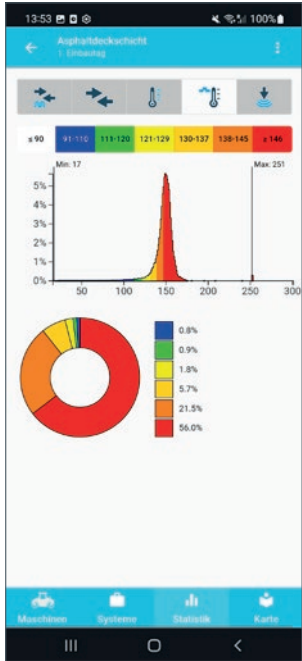 13:53 100%
Asphaltdeckschicht
1. Einbautag
≤ 90 91-110 111-120 121-129 130-137 138-145 ≥ 146
Min: 17 Max: 251
5%
4%
3%
2%
1%
0%
50 100 150 200 250 300
0.8%
0.9%
1.8%
5.7%
21.5%
56.0%
Maschinen Systeme Statistik Karte